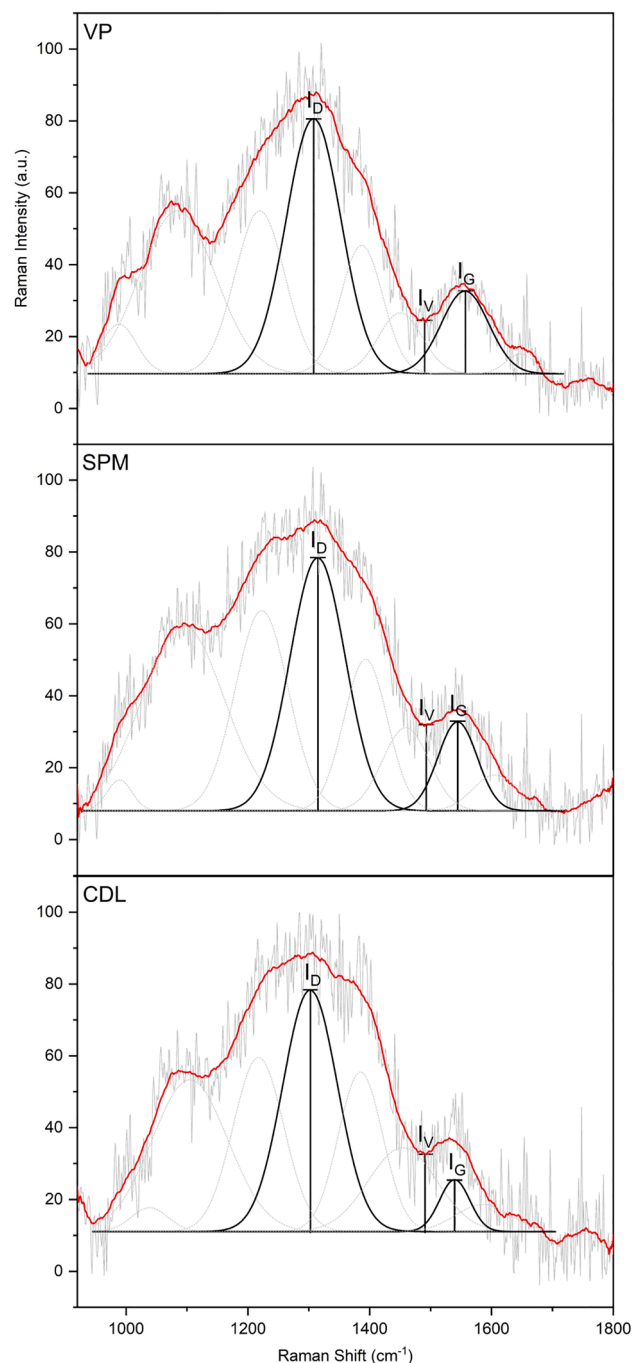 VP
100
80
60
40
20
0
I_D
I_V
I_G
SPM
100
80
60
40
20
0
I_D
I_V
I_G
CDL
100
80
60
40
20
0
I_D
I_V
I_G
Raman Intensity (a.u.)
1000 1200 1400 1600 1800
Raman Shift (cm⁻¹)